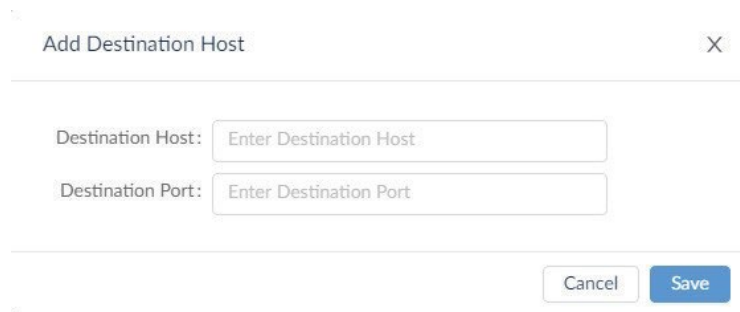 Add Destination Host X
Destination Host: Enter Destination Host
Destination Port: Enter Destination Port
Cancel Save